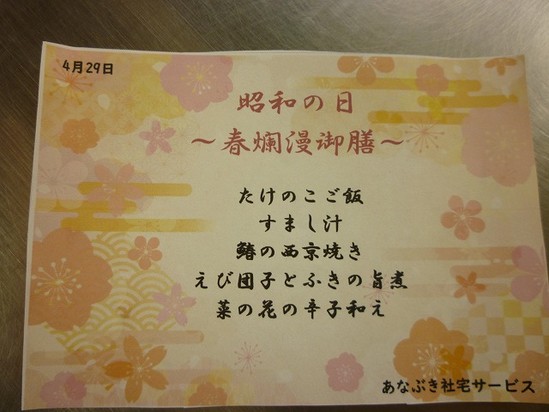 4月29日
昭和の日
～春爛漫御膳～
たけのこご飯
すまし汁
鰆の西京焼き
えび団子とふきの旨煮
菜の花の辛子和え
あなぶき社宅サービス